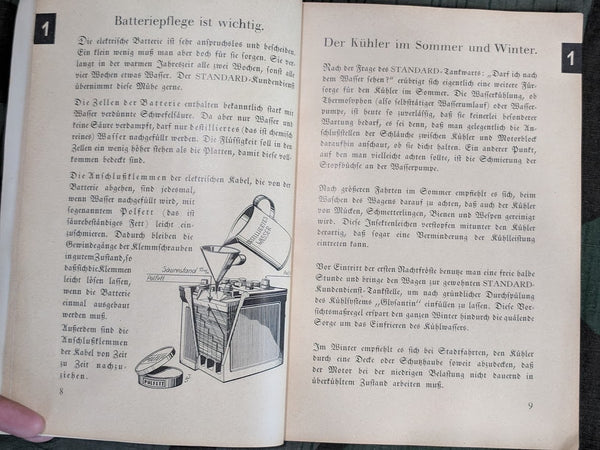 1
Batteriepflege ist wichtig.
Die elektrische Batterie ist sehr anspruchslos und bescheiden.
Ein klein wenig muß man aber doch für sie sorgen. Sie ver-
langt in der warmen Jahreszeit alle zwei Wochen, sonst alle
vier Wochen etwas Wasser. Der STANDARD-Kundendienst
übernimmt diese Mühe gerne.
Die Zellen der Batterie enthalten bekanntlich stark mit
Wasser verdünnte Schwefelsäure. Da aber nur Wasser und
keine Säure verdampft, darf nur destilliertes (das ist chemisch
reines) Wasser nachgefüllt werden. Die Flüssigkeit soll in den
Zellen ein wenig höher stehen als die Platten, damit diese voll-
kommen bedeckt sind.
Die Anschlußklemmen der elektrischen Kabel, die von der
Batterie abgehen, sind jedesmal,
wenn Wasser nachgefüllt wird, mit
sogenanntem Polfett (das ist
säurebeständiges Fett) leicht ein-
zuschmieren. Dadurch bleiben die
Gewindegänge der Klemmschrauben
in gutem Zustand, so
daß sich die Klemmen
leicht lösen lassen,
wenn die Batterie
einmal ausgebaut
werden muß.
Außerdem sind die
Anschlußklemmen
der Kabel von Zeit
zu Zeit nachzu-
ziehen.
DESTILLIERTES
WASSER
Säurestand
Polfett
POLFETT
8
1
Der Kühler im Sommer und Winter.
Nach der Frage des STANDARD-Tankwarts: „Darf ich nach
dem Wasser sehen?“ erübrigt sich eigentlich eine weitere Für-
sorge für den Kühler im Sommer. Die Wasserkühlung, ob
Thermosyphon (also selbsttätiger Wasserumlauf) oder Wasser-
pumpe, ist heute so zuverlässig, daß sie keinerlei besonderer
Wartung bedarf, es sei denn, daß man gelegentlich die An-
schlußstellen der Schläuche zwischen Kühler und Motorblock
daraufhin anschaut, ob sie dicht halten. Ein anderer Punkt,
auf den man vielleicht achten sollte, ist die Schmierung der
Stopfbüchse an der Wasserpumpe.
Nach größeren Fahrten im Sommer empfiehlt es sich, beim
Waschen des Wagens darauf zu achten, daß auch der Kühler
von Mücken, Schmetterlingen, Bienen und Wespen gereinigt
wird. Die Insektenleichen verstopfen mitunter den Kühler
derartig, daß sogar eine Verminderung der Kühlleistung
eintreten kann.
Vor Eintritt der ersten Nachtfröste benutze man eine freie halbe
Stunde und bringe den Wagen zur gewohnten STANDARD-
Kundendienst-Tankstelle, um nach gründlicher Durchspülung
des Kühlsystems „Glysantin“ einfüllen zu lassen. Diese Vor-
sichtsmaßregel erspart den ganzen Winter hindurch die quälende
Sorge um das Einfrieren des Kühlwassers.
Im Winter empfiehlt es sich bei Stadtfahrten, den Kühler
durch eine Decke oder Schutzhaube soweit abzudecken, daß
der Motor bei der niedrigen Belastung nicht dauernd in
überkühltem Zustand arbeiten muß.
9